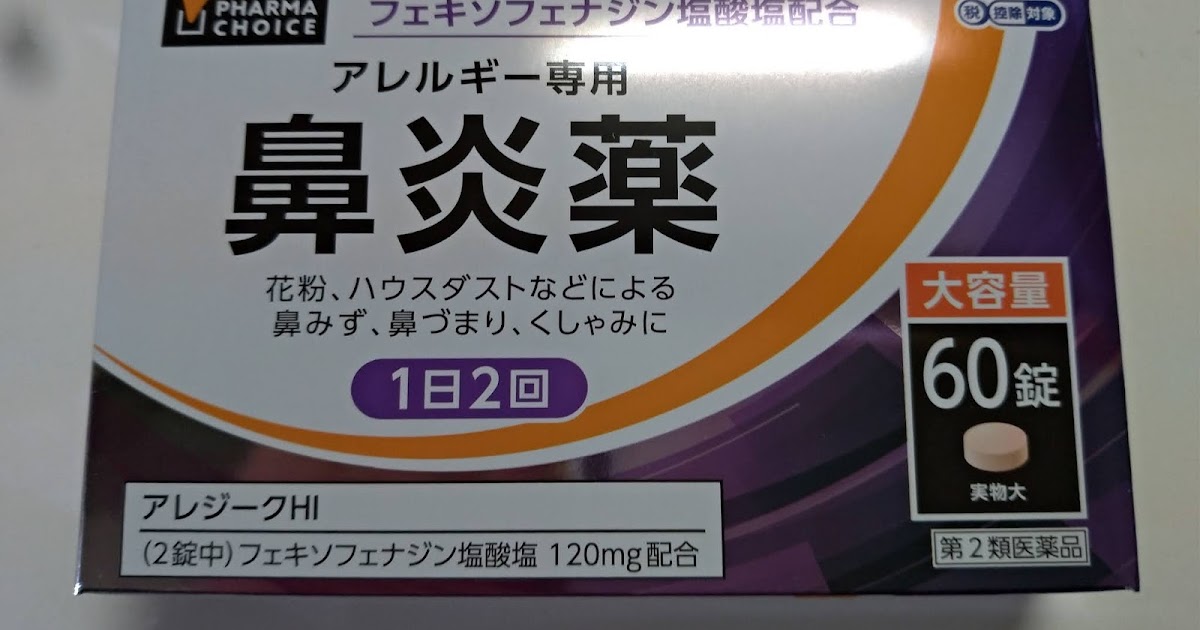 PHARMA
CHOICE
フェキソフェナジン塩酸塩配合
税 控除 対象
アレルギー専用
鼻炎薬
花粉、ハウスダストなどによる
鼻みず、鼻づまり、くしゃみに
1日2回
大容量
60錠
実物大
アレジークHI
(2錠中)フェキソフェナジン塩酸塩 120mg配合
第2類医薬品